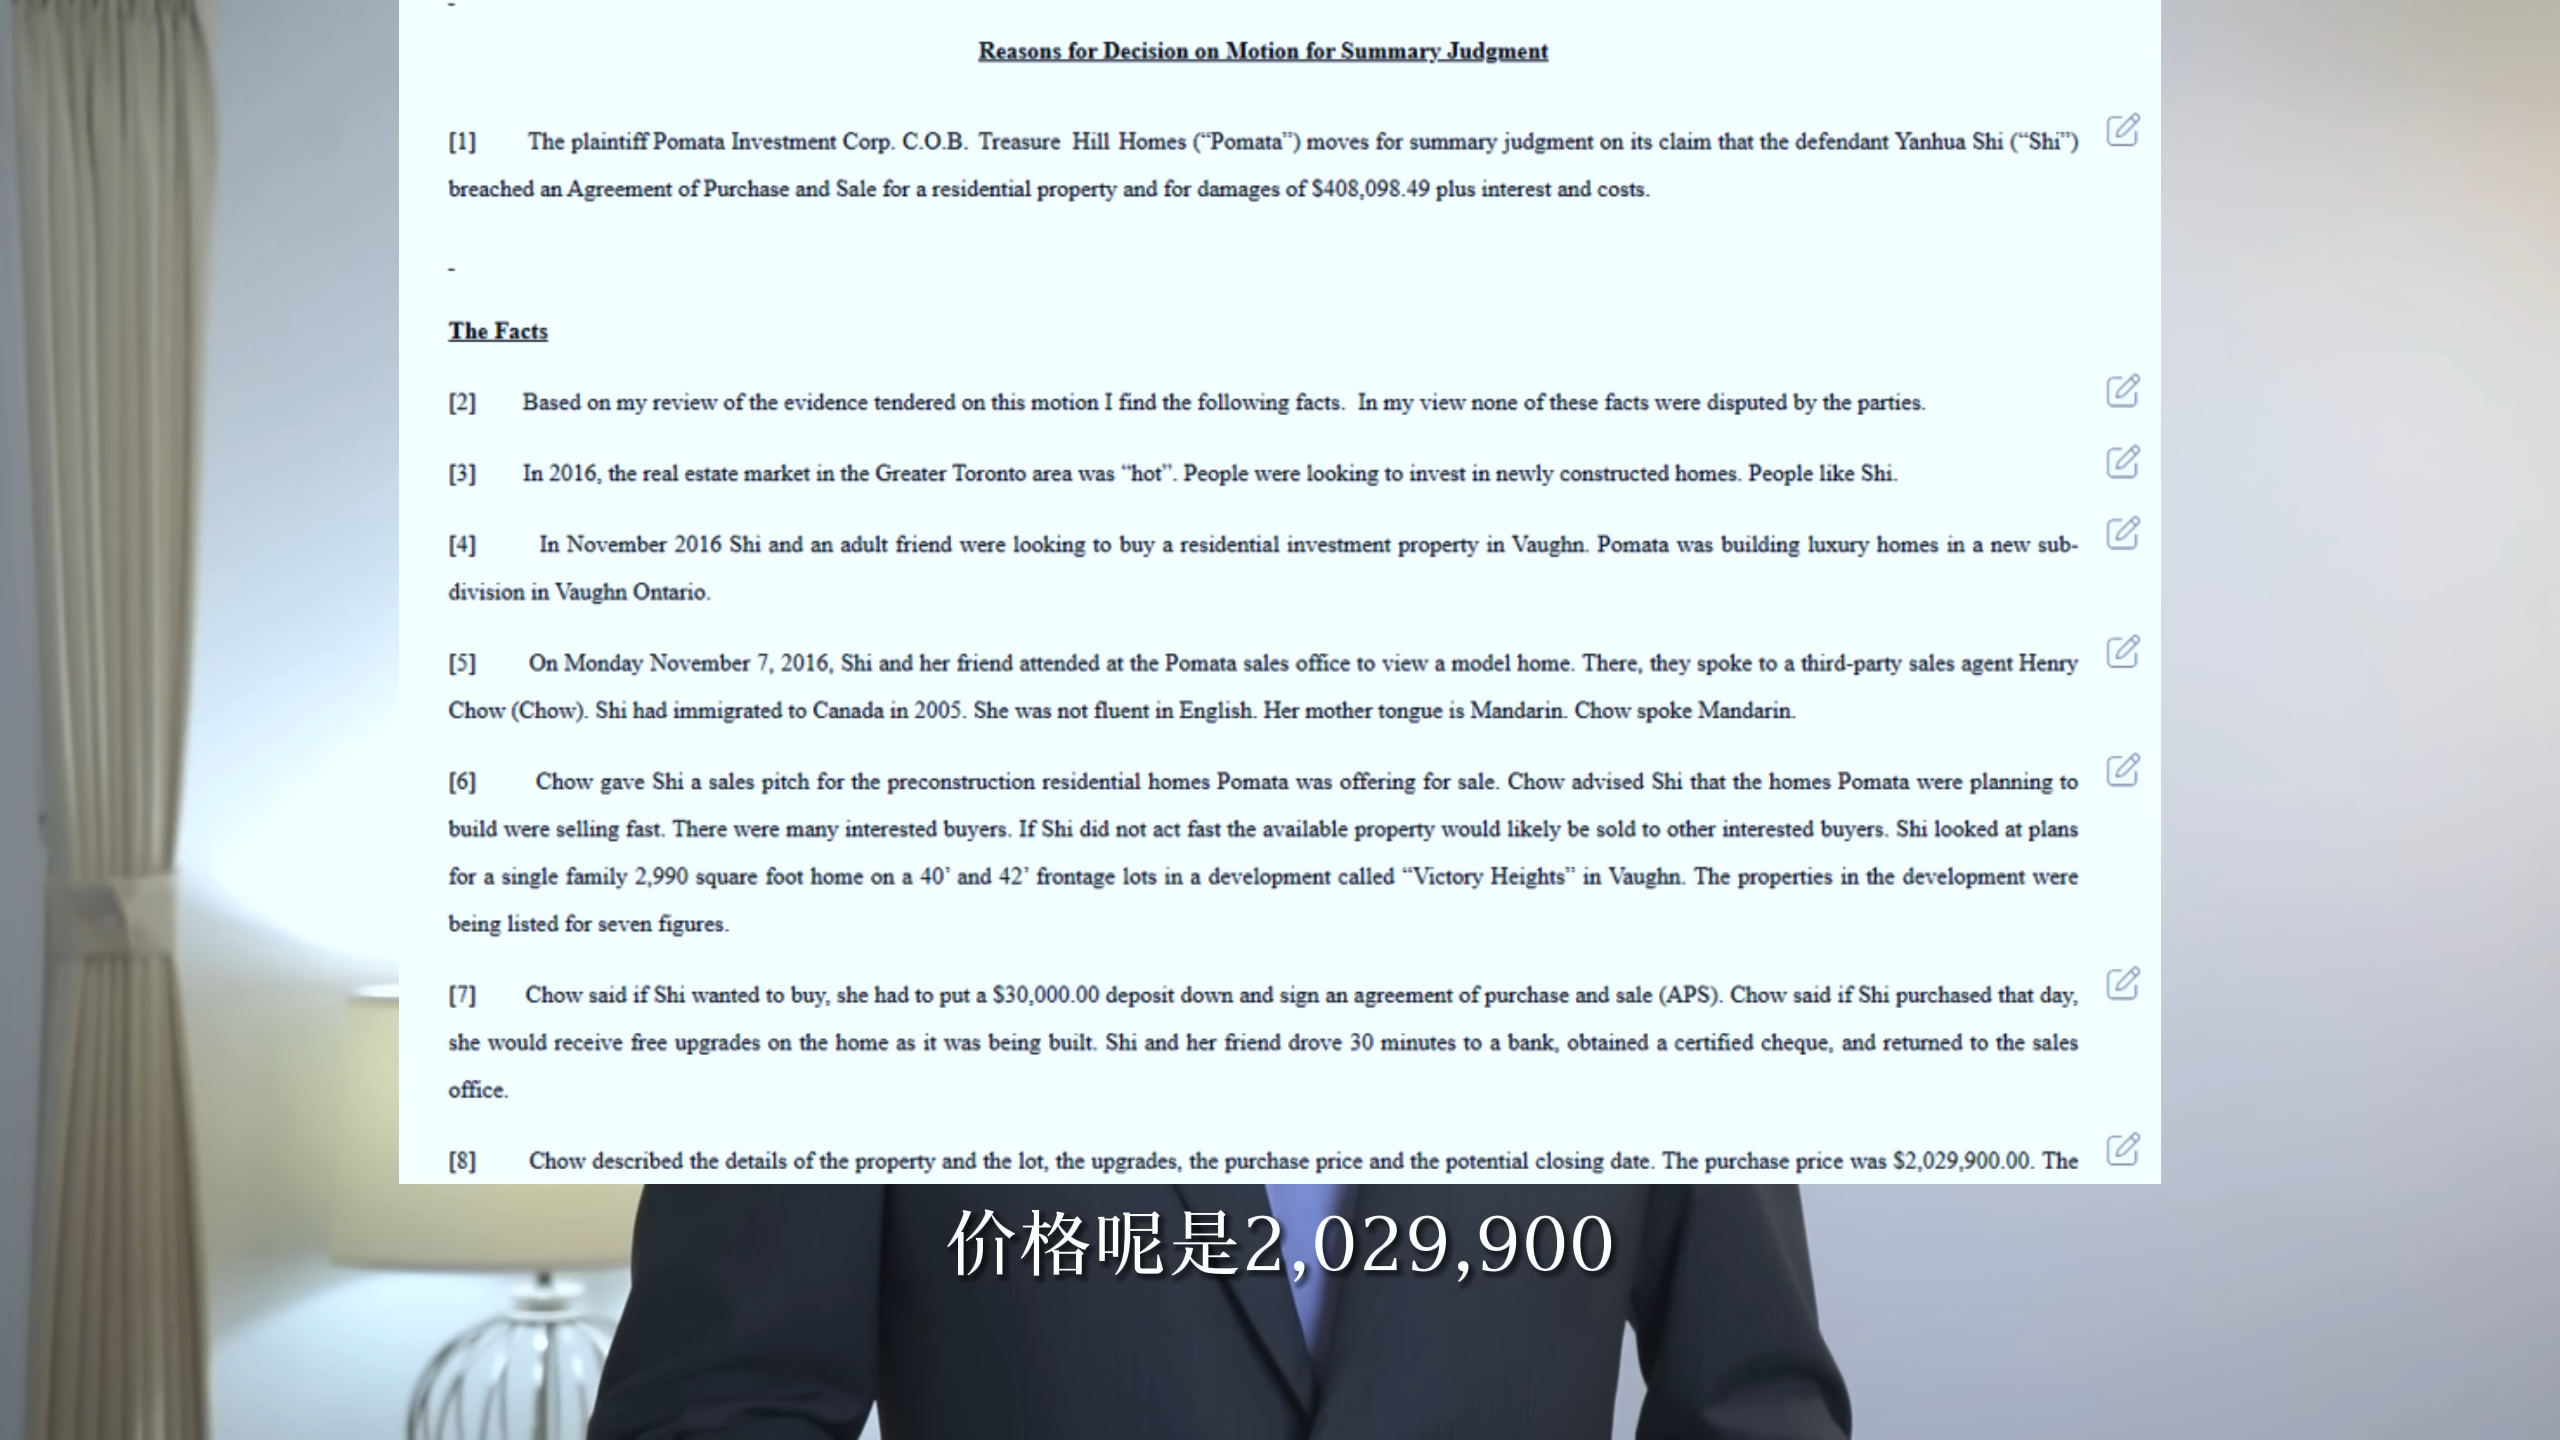 -
Reasons for Decision on Motion for Summary Judgment
[1] The plaintiff Pomata Investment Corp. C.O.B. Treasure Hill Homes (“Pomata”) moves for summary judgment on its claim that the defendant Yanhua Shi (“Shi”)
breached an Agreement of Purchase and Sale for a residential property and for damages of $408,098.49 plus interest and costs.
-
The Facts
[2] Based on my review of the evidence tendered on this motion I find the following facts. In my view none of these facts were disputed by the parties.
[3] In 2016, the real estate market in the Greater Toronto area was “hot”. People were looking to invest in newly constructed homes. People like Shi.
[4] In November 2016 Shi and an adult friend were looking to buy a residential investment property in Vaughn. Pomata was building luxury homes in a new sub-
division in Vaughn Ontario.
[5] On Monday November 7, 2016, Shi and her friend attended at the Pomata sales office to view a model home. There, they spoke to a third-party sales agent Henry
Chow (Chow). Shi had immigrated to Canada in 2005. She was not fluent in English. Her mother tongue is Mandarin. Chow spoke Mandarin.
[6] Chow gave Shi a sales pitch for the preconstruction residential homes Pomata was offering for sale. Chow advised Shi that the homes Pomata were planning to
build were selling fast. There were many interested buyers. If Shi did not act fast the available property would likely be sold to other interested buyers. Shi looked at plans
for a single family 2,990 square foot home on a 40’ and 42’ frontage lots in a development called “Victory Heights” in Vaughn. The properties in the development were
being listed for seven figures.
[7] Chow said if Shi wanted to buy, she had to put a $30,000.00 deposit down and sign an agreement of purchase and sale (APS). Chow said if Shi purchased that day,
she would receive free upgrades on the home as it was being built. Shi and her friend drove 30 minutes to a bank, obtained a certified cheque, and returned to the sales
office.
[8] Chow described the details of the property and the lot, the upgrades, the purchase price and the potential closing date. The purchase price was $2,029,900.00. The
价格呢是2,029,900